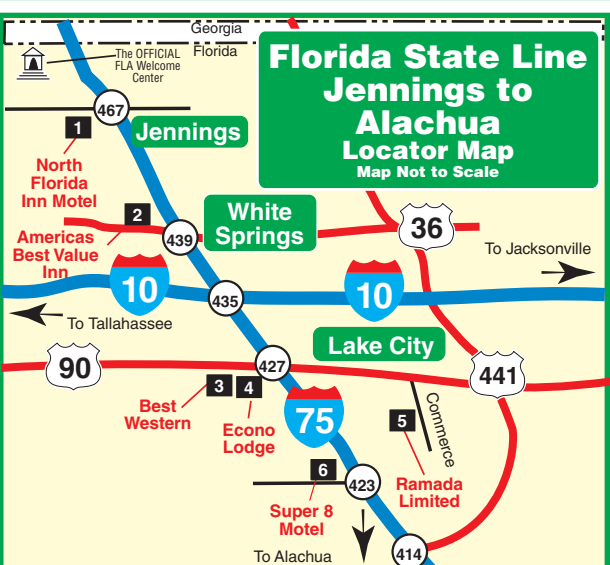 Georgia
Florida
The OFFICIAL
FLA Welcome
Center
Florida State Line
Jennings to
Alachua
Locator Map
Map Not to Scale
467
1
Jennings
North
Florida
Inn Motel
2
White
Springs
36
439
Americas
Best Value
Inn
To Jacksonville
10
10
435
To Tallahassee
Lake City
90
427
441
3
4
Best
Western
Econo
Lodge
75
5
Commerce
6
423
Ramada
Limited
Super 8
Motel
To Alachua
414